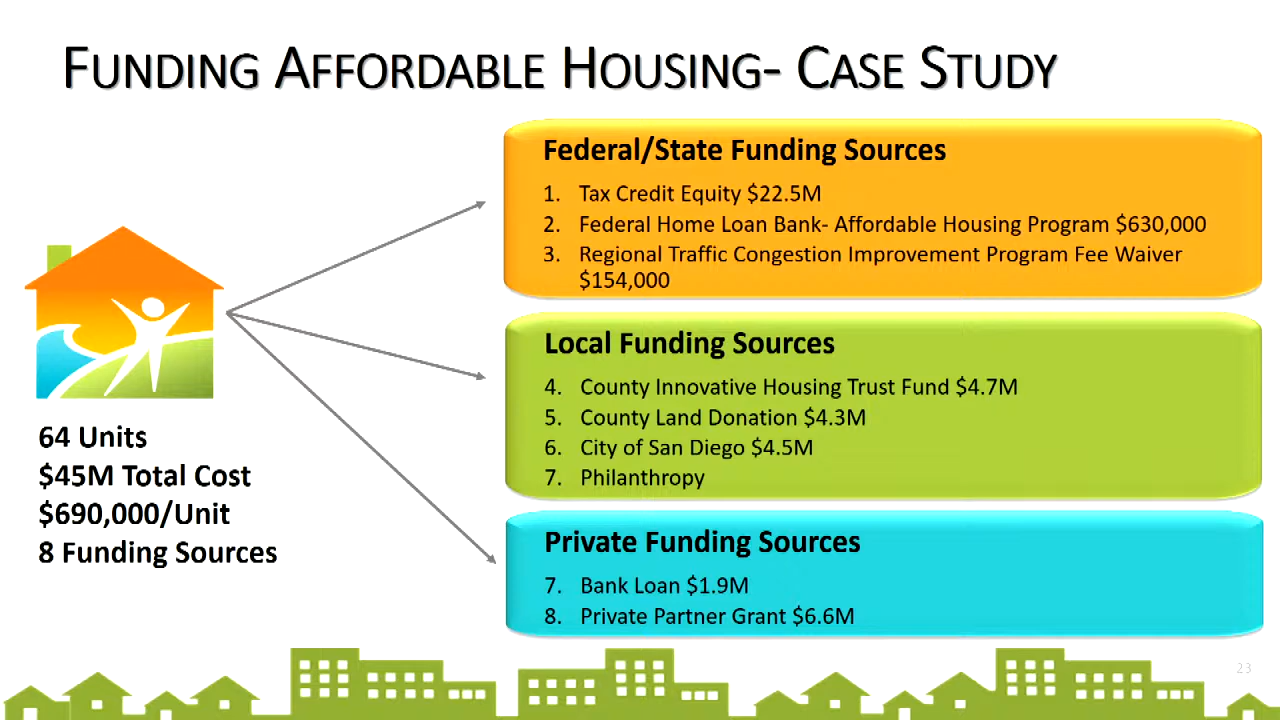 FUNDING AFFORDABLE HOUSING- CASE STUDY
64 Units
$45M Total Cost
$690,000/Unit
8 Funding Sources
Federal/State Funding Sources
1. Tax Credit Equity $22.5M
2. Federal Home Loan Bank- Affordable Housing Program $630,000
3. Regional Traffic Congestion Improvement Program Fee Waiver
$154,000
Local Funding Sources
4. County Innovative Housing Trust Fund $4.7M
5. County Land Donation $4.3M
6. City of San Diego $4.5M
7. Philanthropy
Private Funding Sources
7. Bank Loan $1.9M
8. Private Partner Grant $6.6M
23